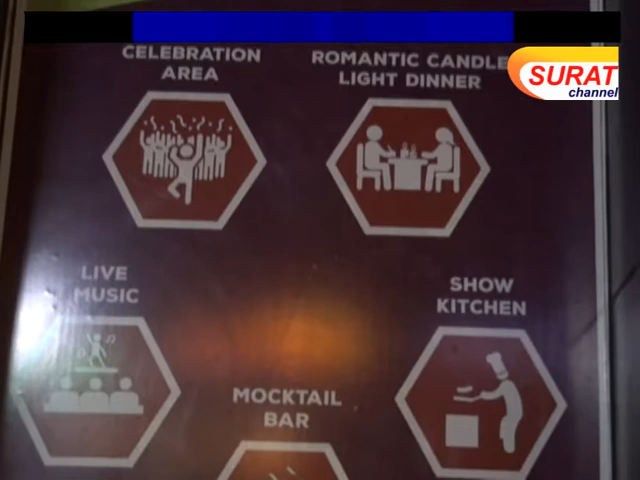 CELEBRATION
AREA
ROMANTIC CANDLE
LIGHT DINNER
SURAT
channel
LIVE
MUSIC
SHOW
KITCHEN
MOCKTAIL
BAR